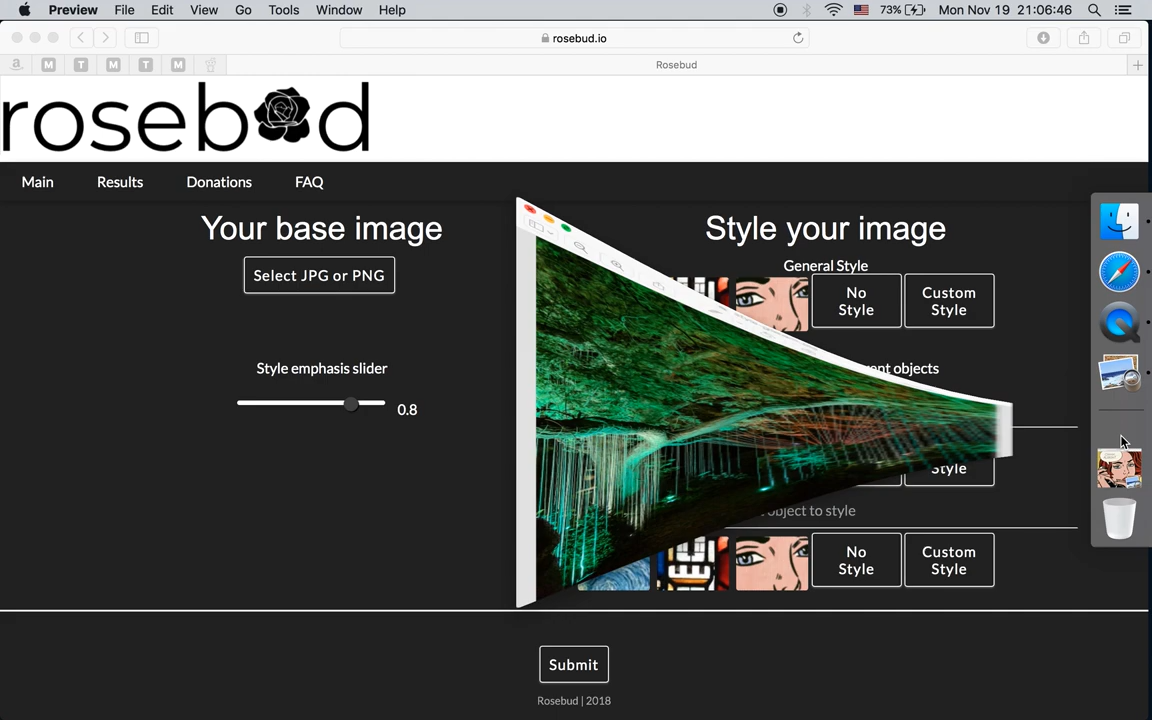 Preview File Edit View Go Tools Window Help 73% Mon Nov 19 21:06:46
rosebud.io
a M T M T M Rosebud
rosebud
Main Results Donations FAQ
Your base image
Select JPG or PNG
Style emphasis slider
0.8
Style your image
General Style
No Style
Custom Style
objects
Style
object to style
No Style
Custom Style
Submit
Rosebud | 2018